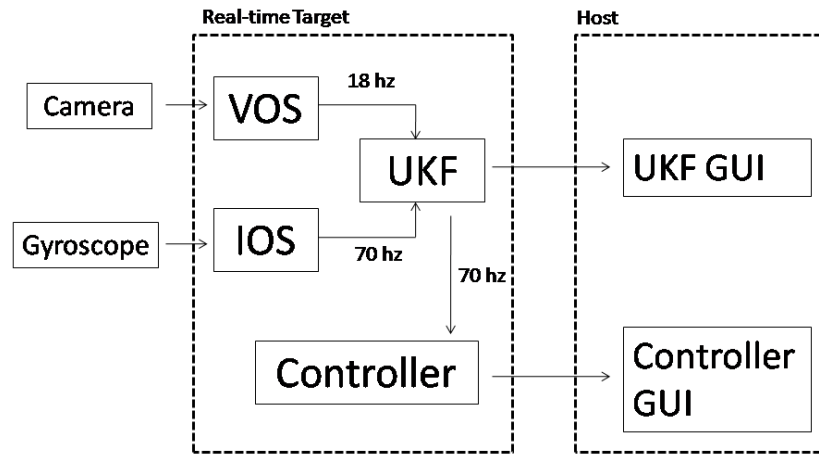 Real-time Target
Host
Camera
VOS
18 hz
UKF
UKF GUI
Gyroscope
IOS
70 hz
70 hz
Controller
Controller
GUI